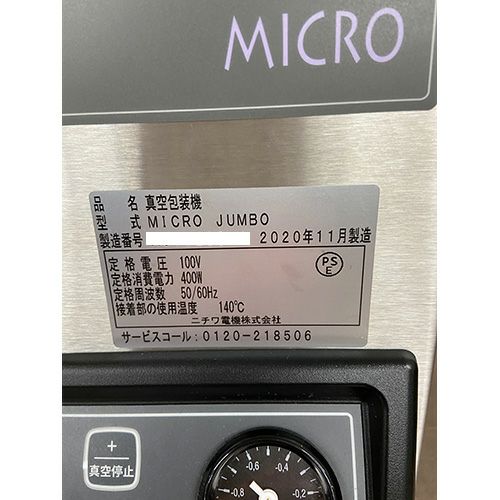 MICRO
品 名 真空包装機
型 式 MICRO JUMBO
製造番号 2020年11月製造
定格電圧 100V
定格消費電力 400W
定格周波数 50/60Hz
接着部の使用温度 140℃
PSE
ニチワ電機株式会社
サービスコール:0120-218506
+
真空停止
-0,8 -0,6 -0,4 -0,2